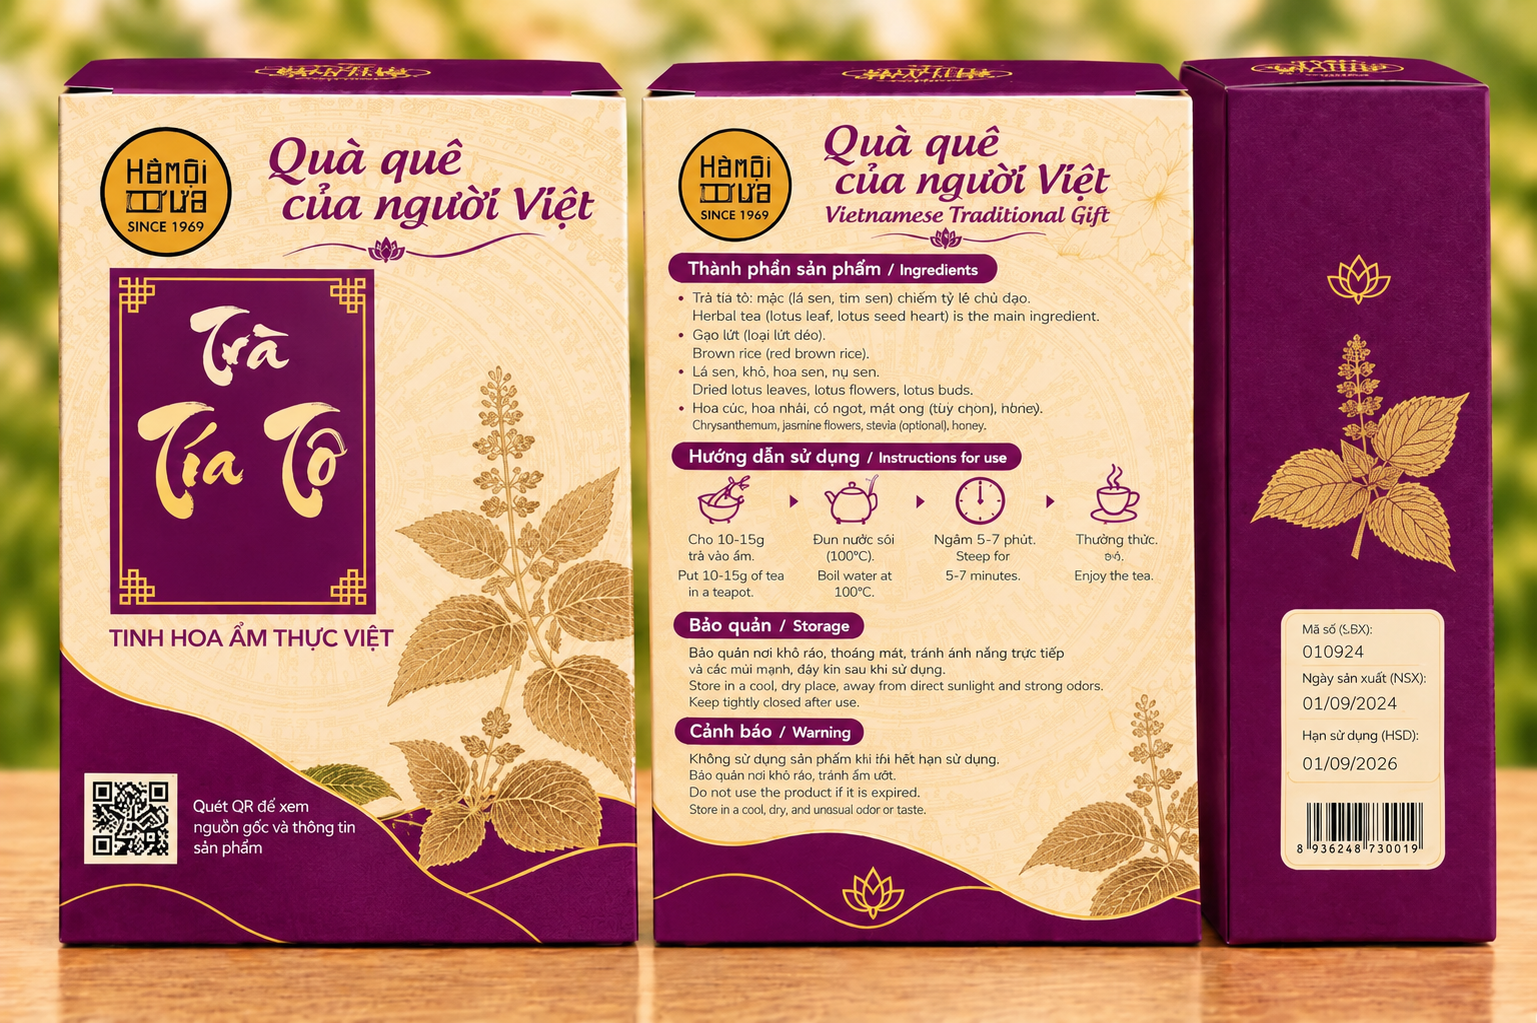 Hàmội
ưa
SINCE 1969
Quà quê
của người Việt
Trà
Tía Tô
TINH HOA ẨM THỰC VIỆT
Quét QR để xem
nguồn gốc và thông tin
sản phẩm
Hàmội
ưa
SINCE 1969
Quà quê
của người Việt
Vietnamese Traditional Gift
Thành phần sản phẩm / Ingredients
• Trà tía tô: mặc (lá sen, tim sen) chiếm tỷ lê chủ đạo.
Herbal tea (lotus leaf, lotus seed heart) is the main ingredient.
• Gạo lứt (loại lứt déo).
Brown rice (red brown rice).
• Lá sen, khô, hoa sen, nụ sen.
Dried lotus leaves, lotus flowers, lotus buds.
• Hoa cúc, hoa nhài, cỏ ngọt, mật ong (tùy chọn), honey).
Chrysanthemum, jasmine flowers, stevia (optional), honey.
Hướng dẫn sử dụng / Instructions for use
Cho 10-15g
trà vào ấm.
Put 10-15g of tea
in a teapot.
Đun nước sôi
(100°C).
Boil water at
100°C.
Ngâm 5-7 phút.
Steep for
5-7 minutes.
Thưởng thức.
Enjoy the tea.
Bảo quản / Storage
Bảo quản nơi khô ráo, thoáng mát, tránh ánh nắng trực tiếp
và các mùi mạnh, đậy kín sau khi sử dụng.
Store in a cool, dry place, away from direct sunlight and strong odors.
Keep tightly closed after use.
Cảnh báo / Warning
Không sử dụng sản phẩm khi hết hạn sử dụng.
Bảo quản nơi khô ráo, tránh ẩm ướt.
Do not use the product if it is expired.
Store in a cool, dry, and unasual odor or taste.
Mã số (SBX):
010924
Ngày sản xuất (NSX):
01/09/2024
Hạn sử dụng (HSD):
01/09/2026
8 936248 730019